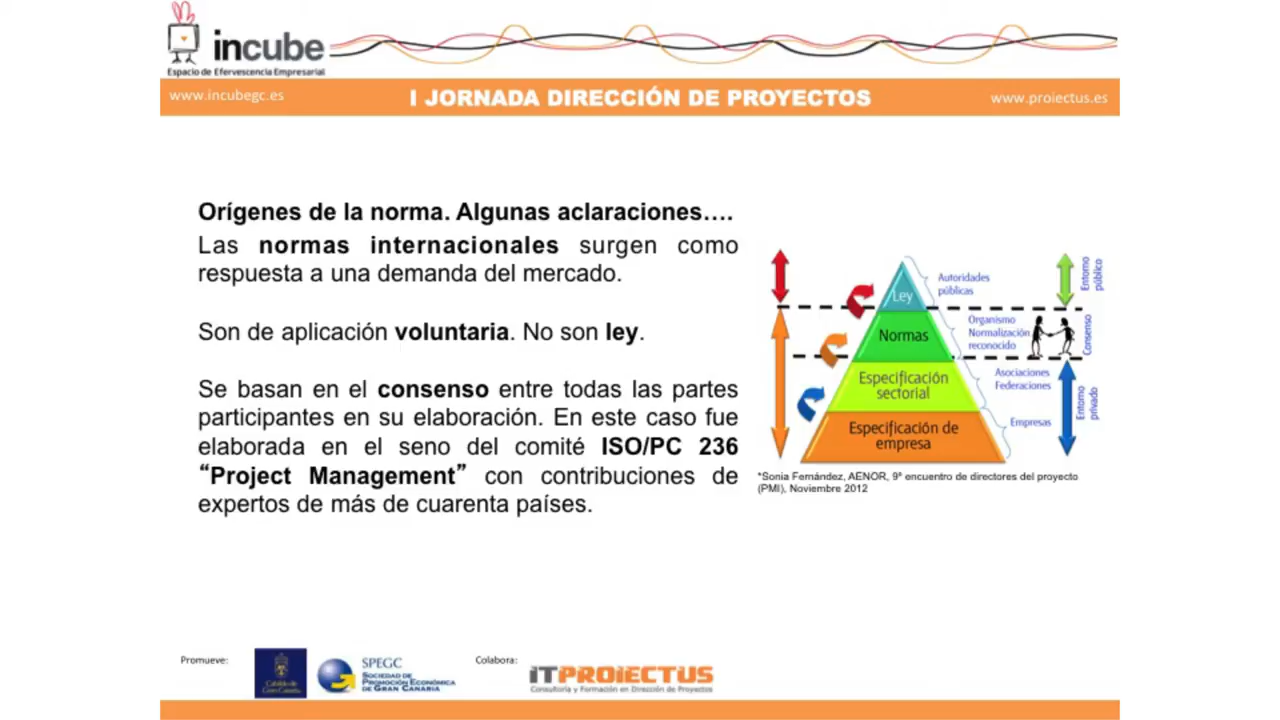 incube
Espacio de Efervescencia Empresarial
www.incubegc.es
I JORNADA DIRECCIÓN DE PROYECTOS
www.proiectus.es
Orígenes de la norma. Algunas aclaraciones….
Las normas internacionales surgen como
respuesta a una demanda del mercado.
Son de aplicación voluntaria. No son ley.
Se basan en el consenso entre todas las partes
participantes en su elaboración. En este caso fue
elaborada en el seno del comité ISO/PC 236
“Project Management” con contribuciones de
expertos de más de cuarenta países.
Ley
Autoridades
públicas
Entorno
público
Normas
Organismo
Normalización
reconocido
Consenso
Especificación
sectorial
Asociaciones
Federaciones
Entorno
privado
Especificación de
empresa
Empresas
*Sonia Fernández, AENOR, 9º encuentro de directores del proyecto
(PMI), Noviembre 2012
Promueve:
Cabildo de
Gran Canaria
SPEGC
SOCIEDAD DE
PROMOCIÓN ECONÓMICA
DE GRAN CANARIA
Colabora:
iTPROiECTUS
Consultoría y Formación en Dirección de Proyectos